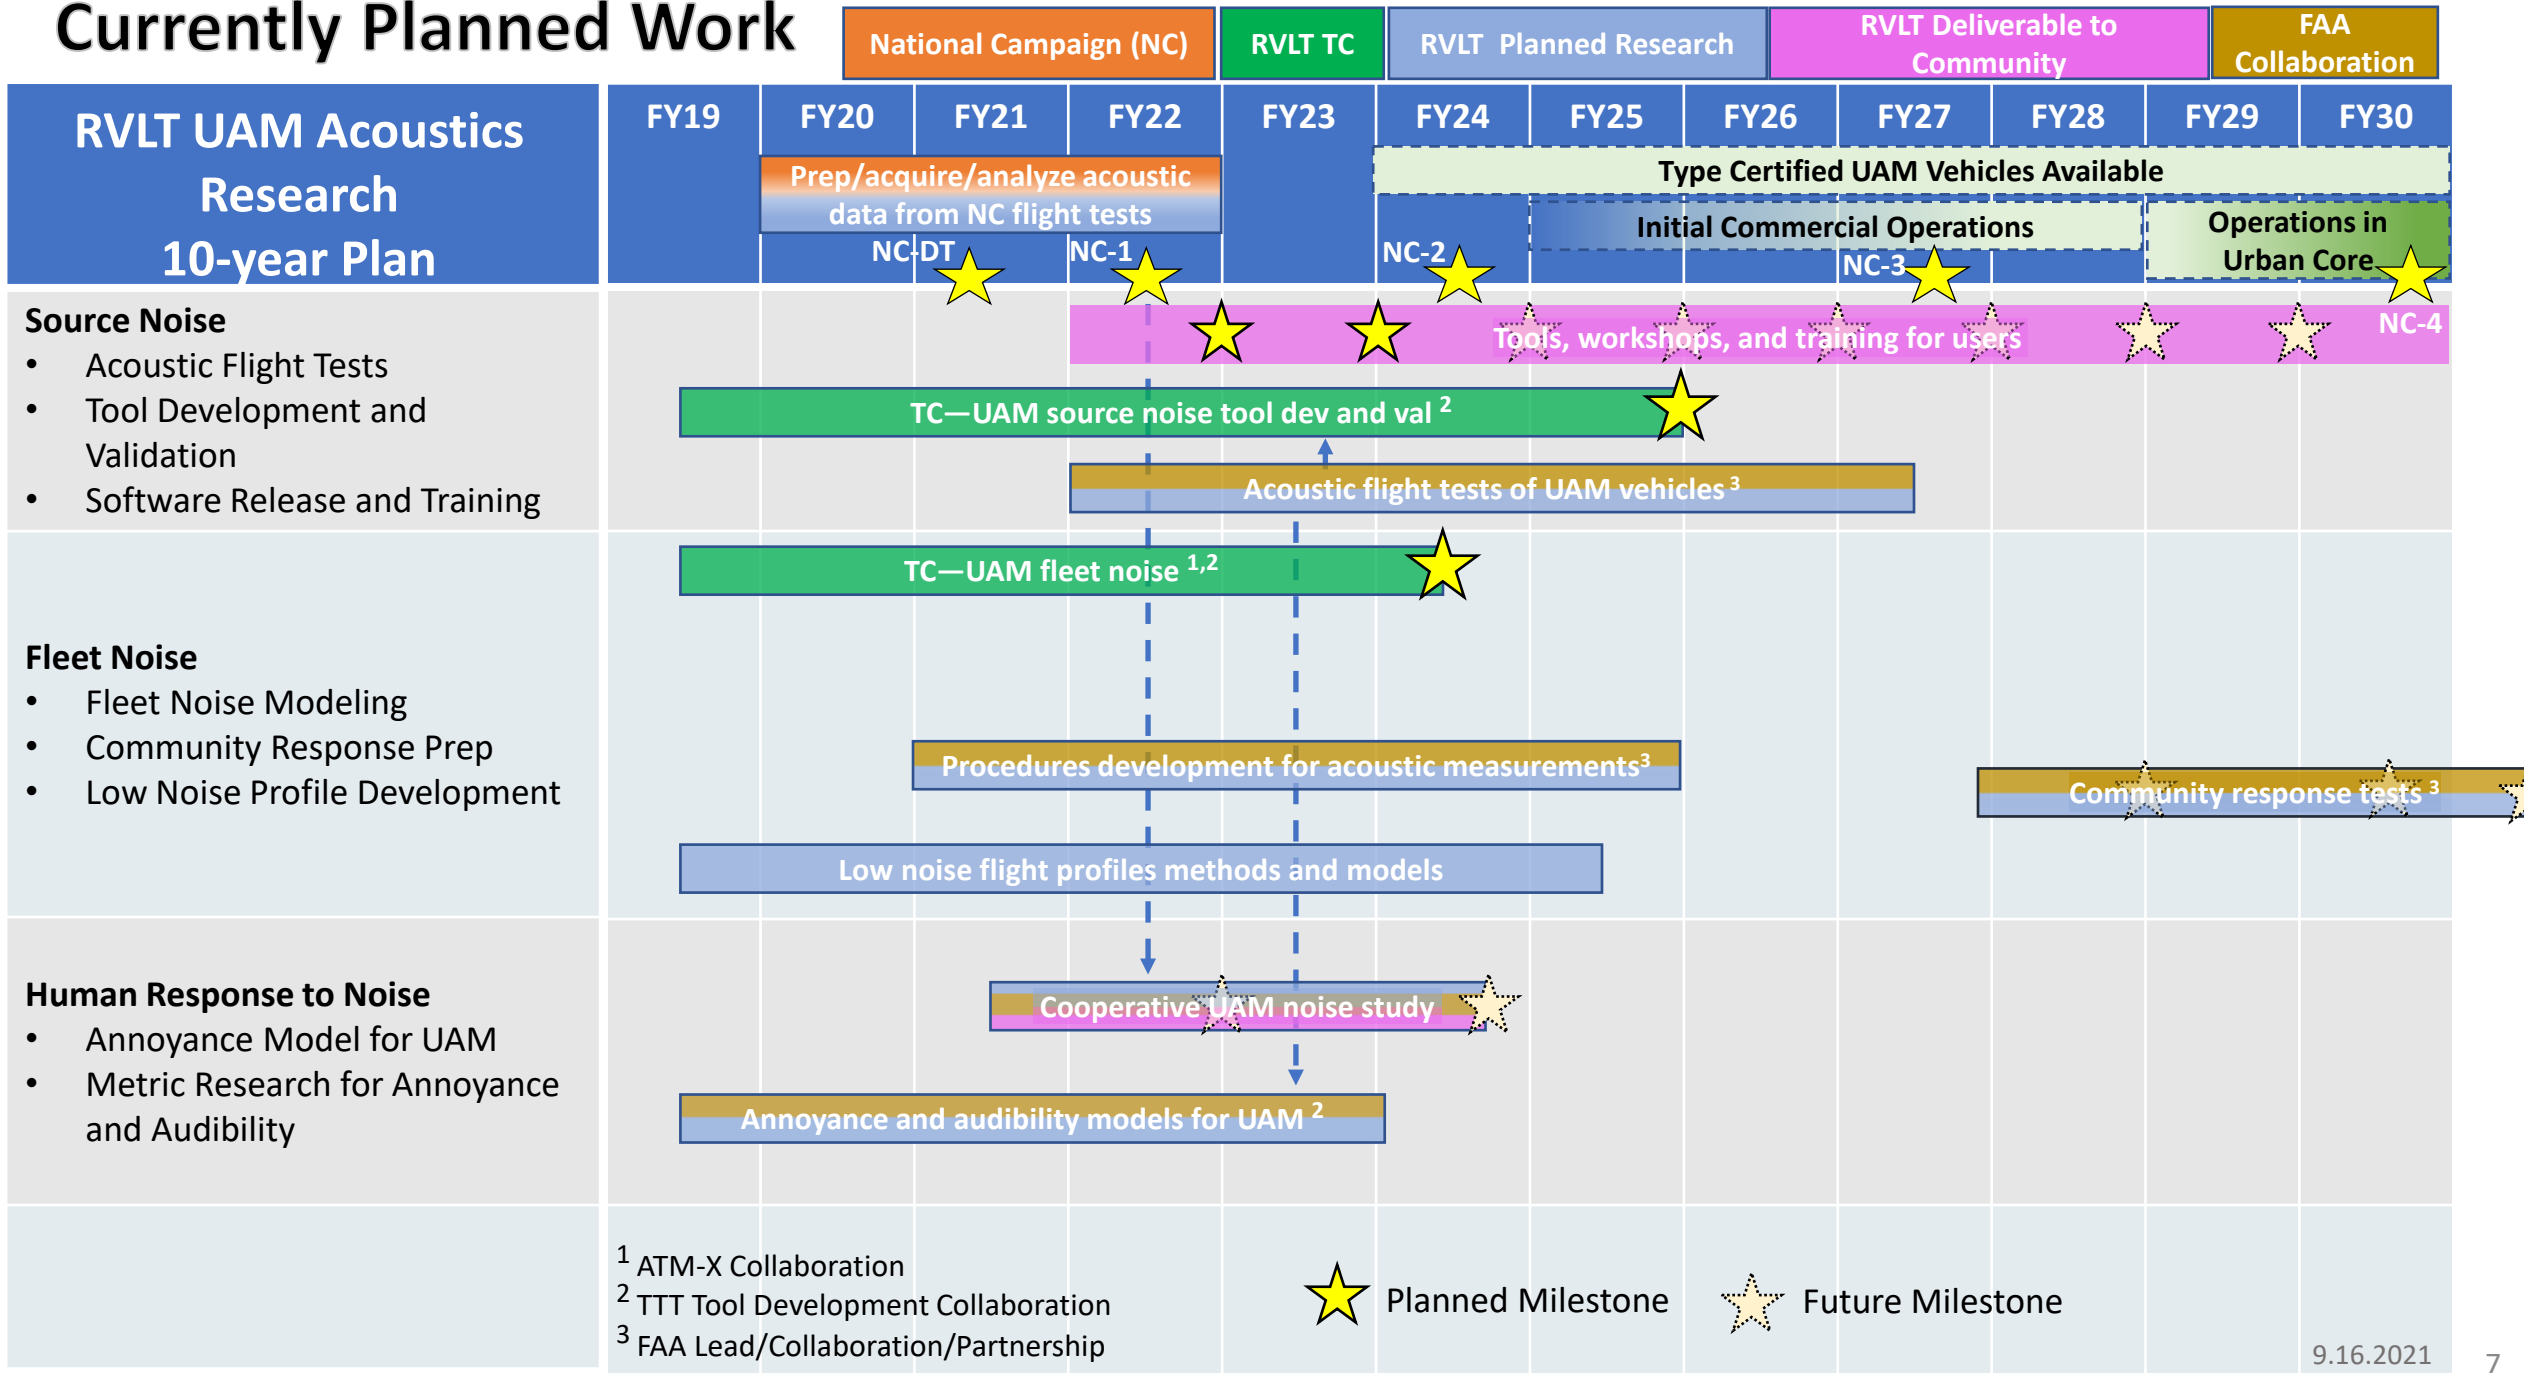 Currently Planned Work
National Campaign (NC)
RVLT TC
RVLT Planned Research
RVLT Deliverable to
Community
FAA
Collaboration
RVLT UAM Acoustics
Research
10-year Plan
FY19
FY20
FY21
FY22
FY23
FY24
FY25
FY26
FY27
FY28
FY29
FY30
Prep/acquire/analyze acoustic
data from NC flight tests
Type Certified UAM Vehicles Available
Initial Commercial Operations
Operations in
Urban Core
NC-DT
NC-1
NC-2
NC-3
NC-4
Source Noise
• Acoustic Flight Tests
• Tool Development and
Validation
• Software Release and Training
Tools, workshops, and training for users
TC—UAM source noise tool dev and val 2
Acoustic flight tests of UAM vehicles 3
Fleet Noise
• Fleet Noise Modeling
• Community Response Prep
• Low Noise Profile Development
TC—UAM fleet noise 1,2
Procedures development for acoustic measurements3
Community response tests 3
Low noise flight profiles methods and models
Human Response to Noise
• Annoyance Model for UAM
• Metric Research for Annoyance
and Audibility
Cooperative UAM noise study
Annoyance and audibility models for UAM 2
1 ATM-X Collaboration
2 TTT Tool Development Collaboration
3 FAA Lead/Collaboration/Partnership
Planned Milestone
Future Milestone
9.16.2021
7